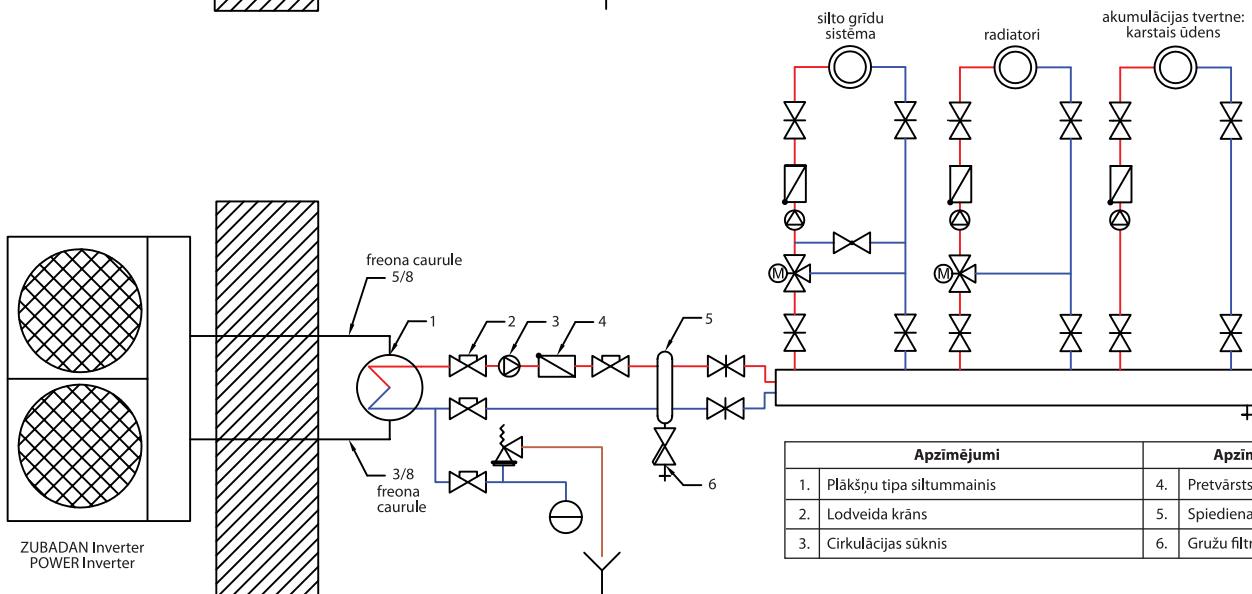 silto grīdu
sistēma
radiatori
akumulācijas tvertne:
karstais ūdens
freona caurule
5/8
1
2
3
4
5
M
M
3/8
freona
caurule
6
ZUBADAN Inverter
POWER Inverter
Apzīmējumi
1. Plākšņu tipa siltummainis
4. Pretvārsts
2. Lodveida krāns
5.
3. Cirkulācijas sūknis
6. Gružu